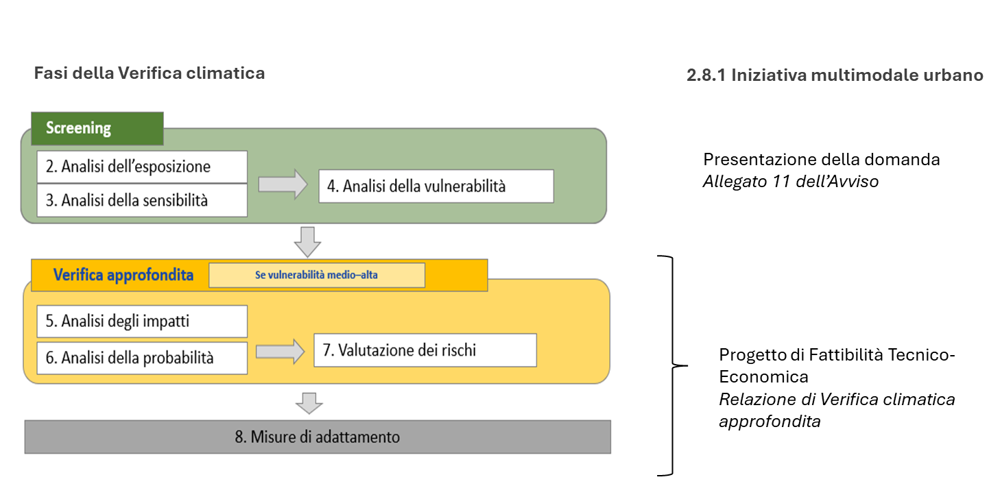 Fasi della Verifica climatica
2.8.1 Iniziativa multimodale urbano
Screening
2. Analisi dell’esposizione
3. Analisi della sensibilità
4. Analisi della vulnerabilità
Presentazione della domanda
Allegato 11 dell’Avviso
Verifica approfondita
Se vulnerabilità medio–alta
5. Analisi degli impatti
6. Analisi della probabilità
7. Valutazione dei rischi
Progetto di Fattibilità Tecnico-
Economica
Relazione di Verifica climatica
approfondita
8. Misure di adattamento